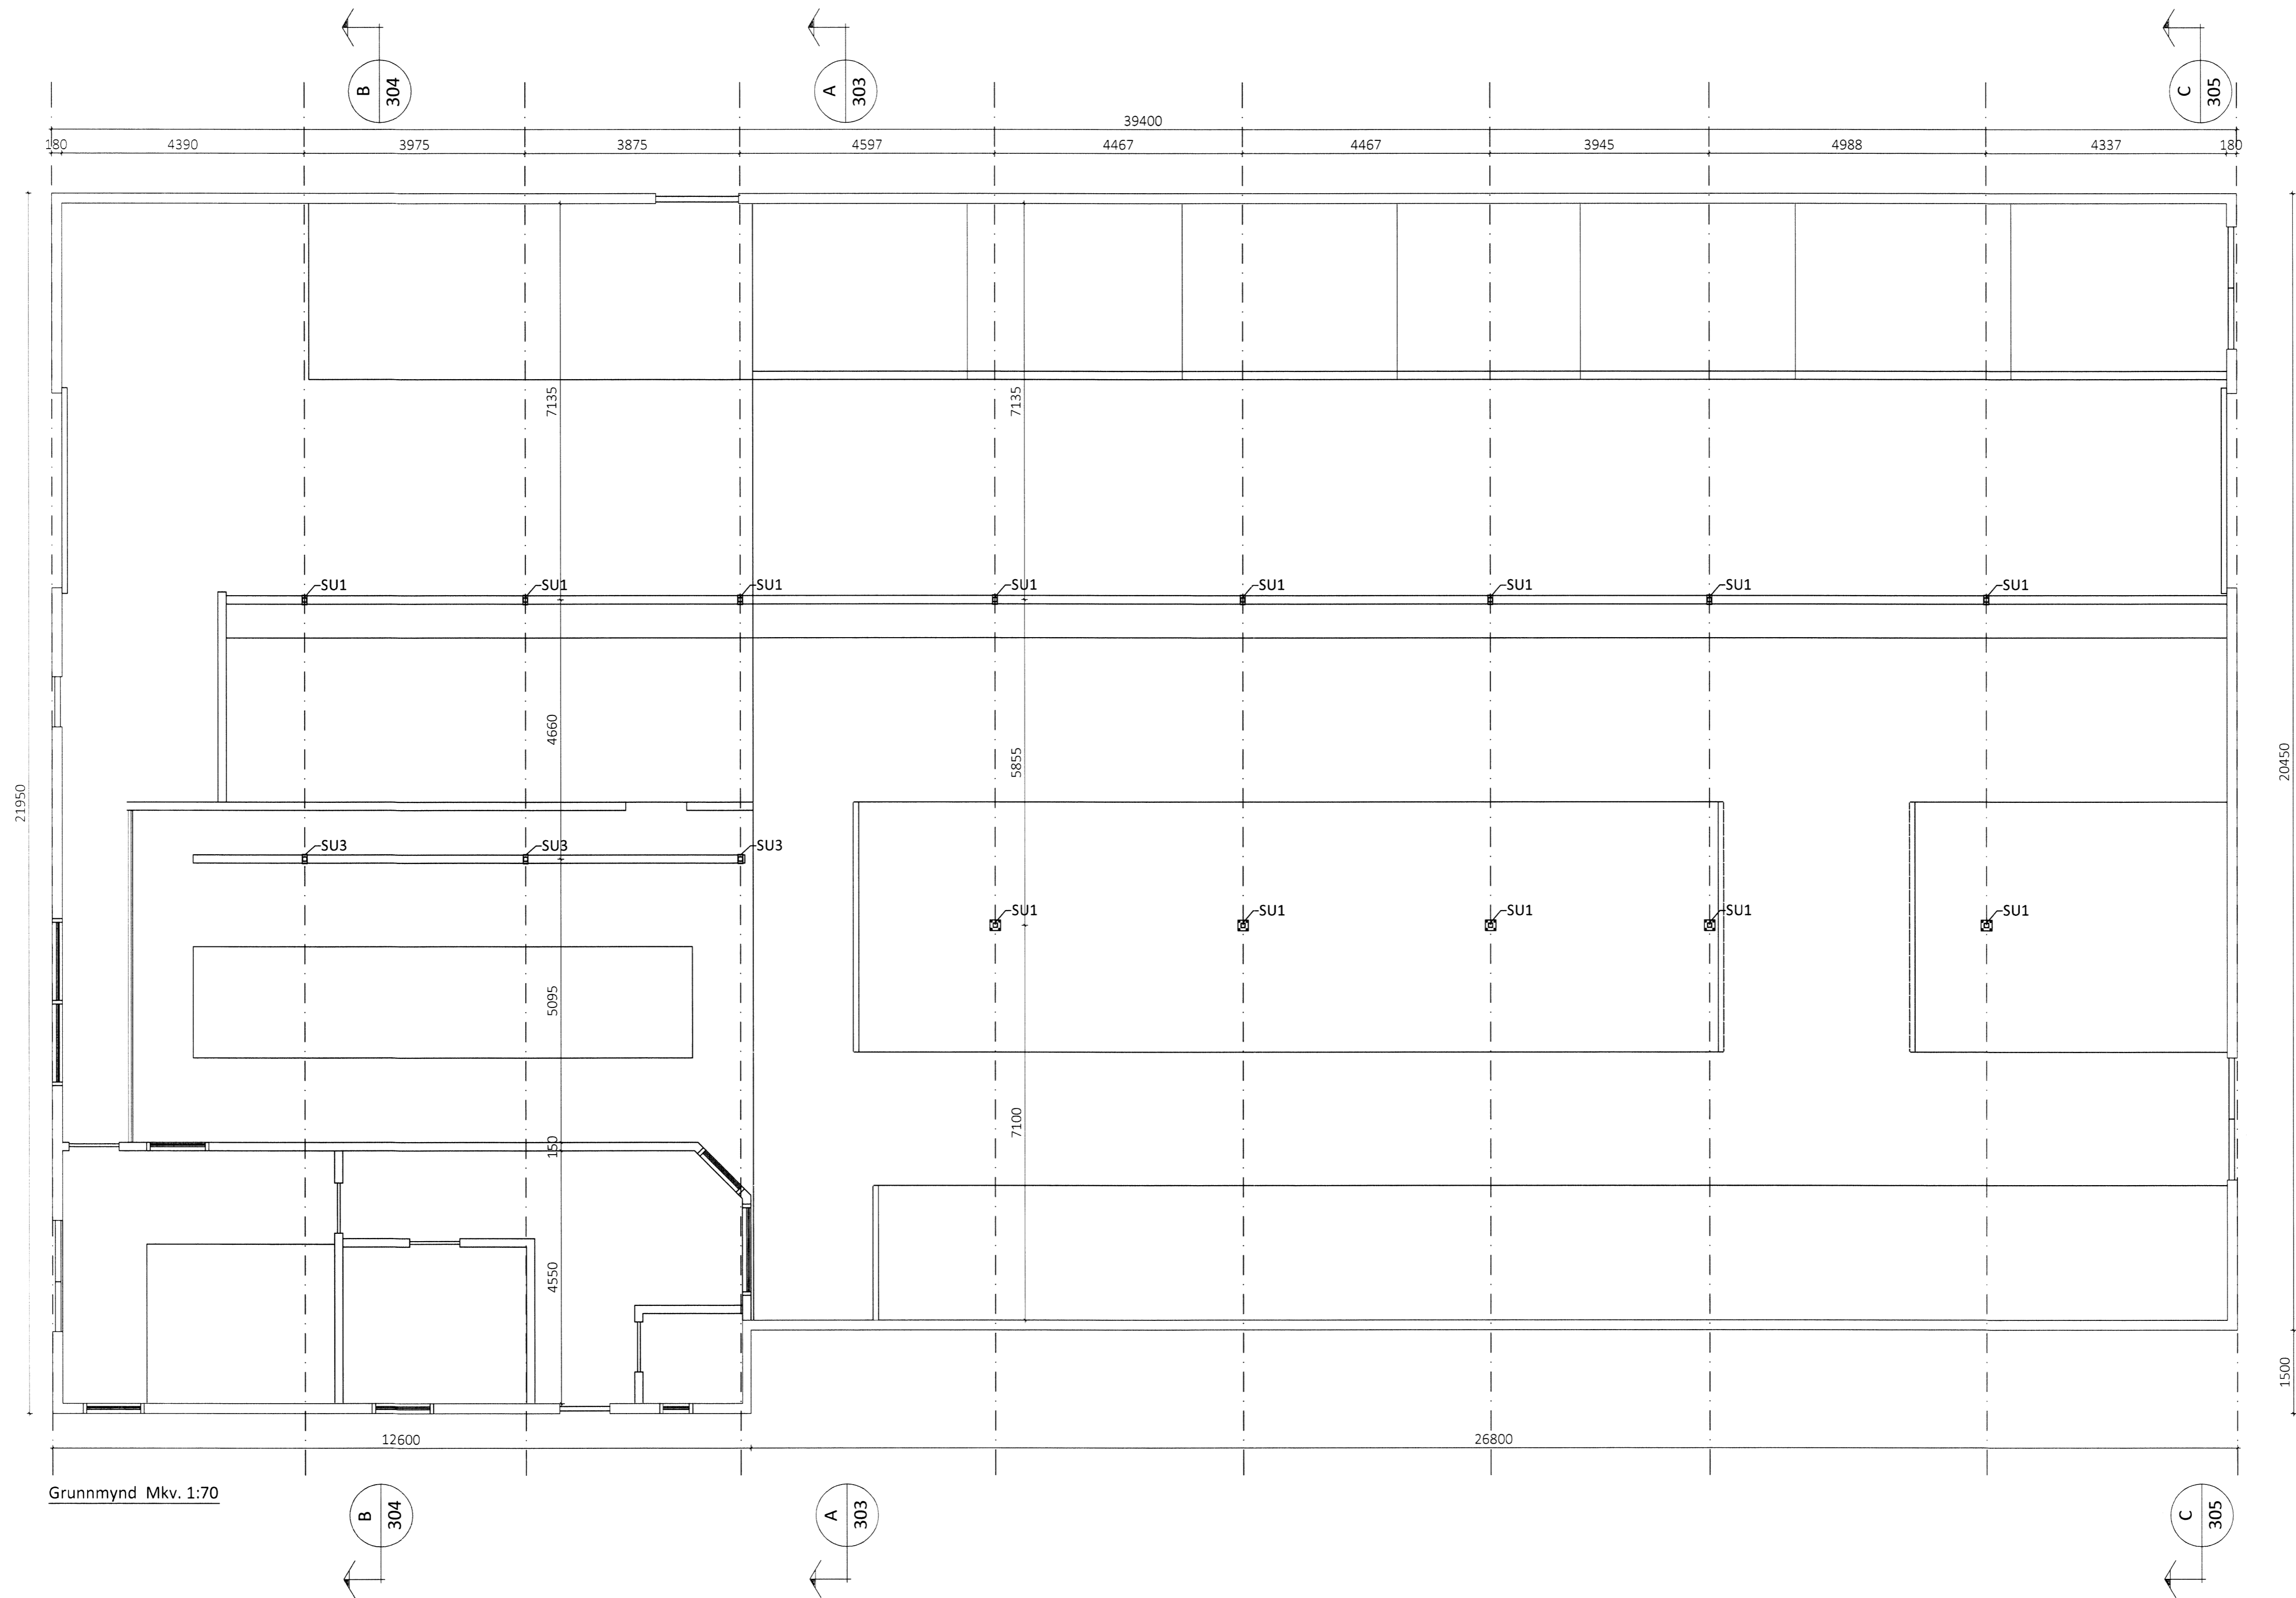 B
304
A
303
C
305
39400
180
4390
3975
3875
4597
4467
4467
3945
4988
4337
180
7135
7135
SU1
SU1
SU1
SU1
SU1
SU1
SU1
SU1
4660
5855
21950
20450
SU3
SU3
SU3
SU1
SU1
SU1
SU1
SU1
5095
7100
150
4550
1500
12600
26800
Grunnmynd Mkv. 1:70
B
304
A
303
C
305